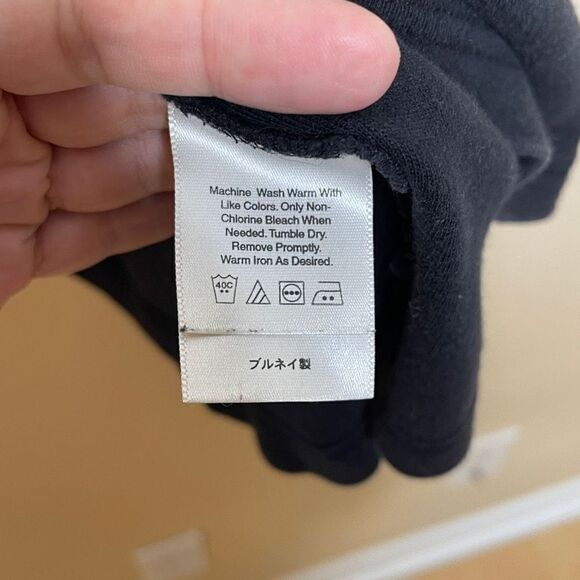 Machine Wash Warm With
Like Colors. Only Non-
Chlorine Bleach When
Needed. Tumble Dry.
Remove Promptly.
Warm Iron As Desired.
40C
ブルネイ製